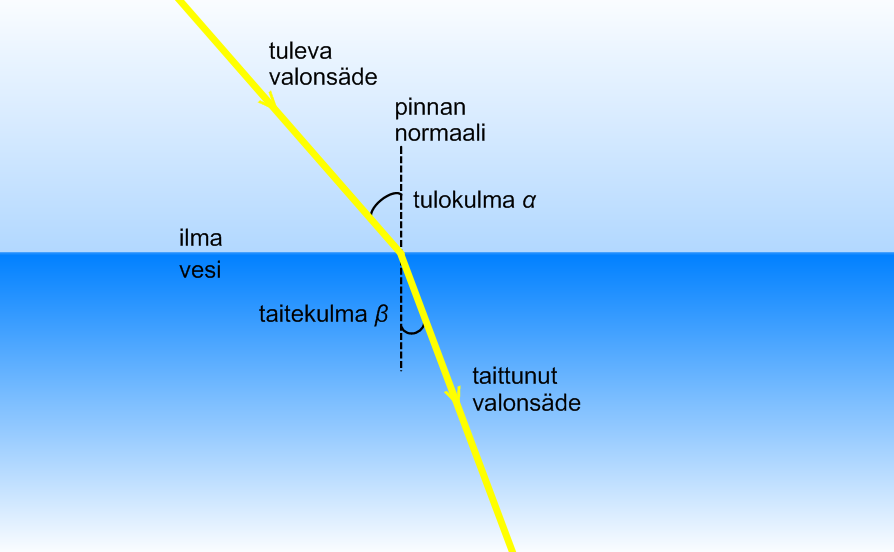 tuleva
valonsäde
pinnan
normaali
tulokulma α
ilma
vesi
taitekulma β
taittunut
valonsäde